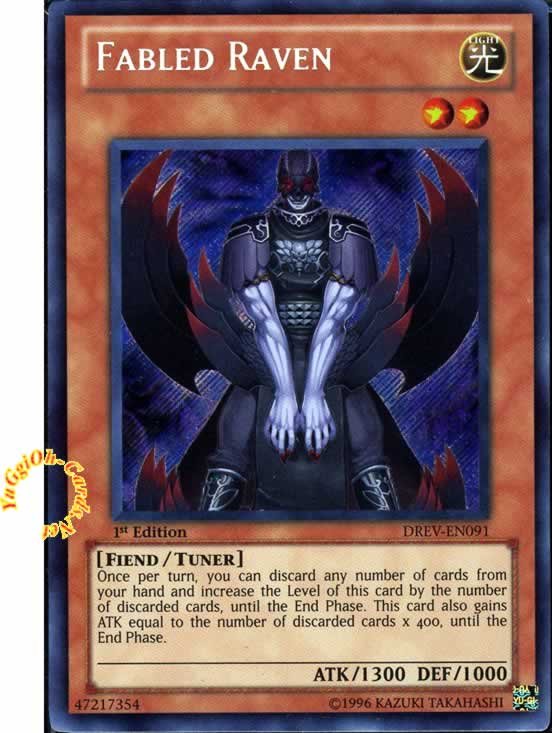 FABLED RAVEN
LIGHT
光
1st Edition
DREV-EN091
YuGgiOh-Cards.Net
[FIEND/TUNER]
Once per turn, you can discard any number of cards from
your hand and increase the Level of this card by the number
of discarded cards, until the End Phase. This card also gains
ATK equal to the number of discarded cards x 400, until the
End Phase.
ATK/1300 DEF/1000
47217354
©1996 KAZUKI TAKAHASHI